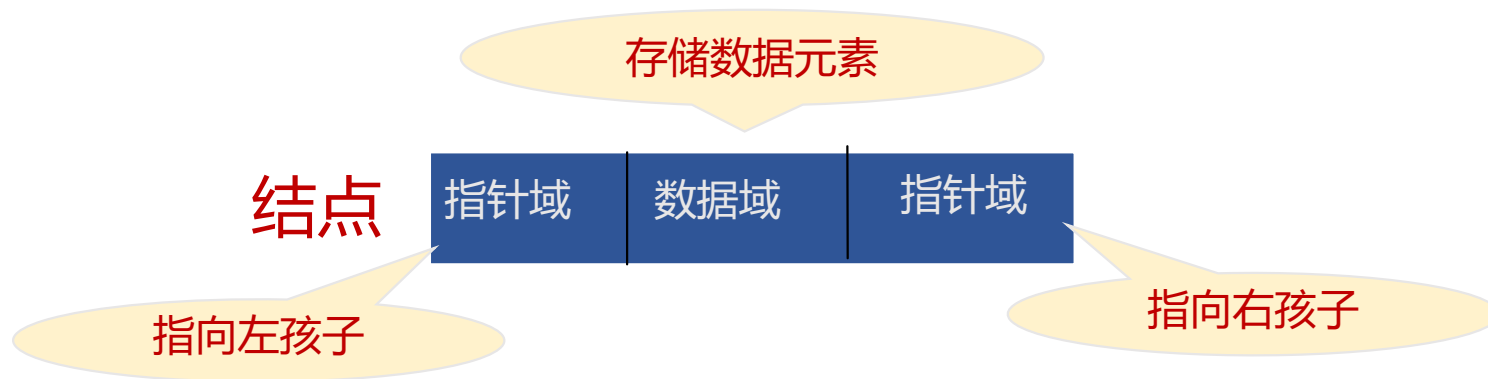 存储数据元素
结点
指针域
数据域
指针域
指向左孩子
指向右孩子